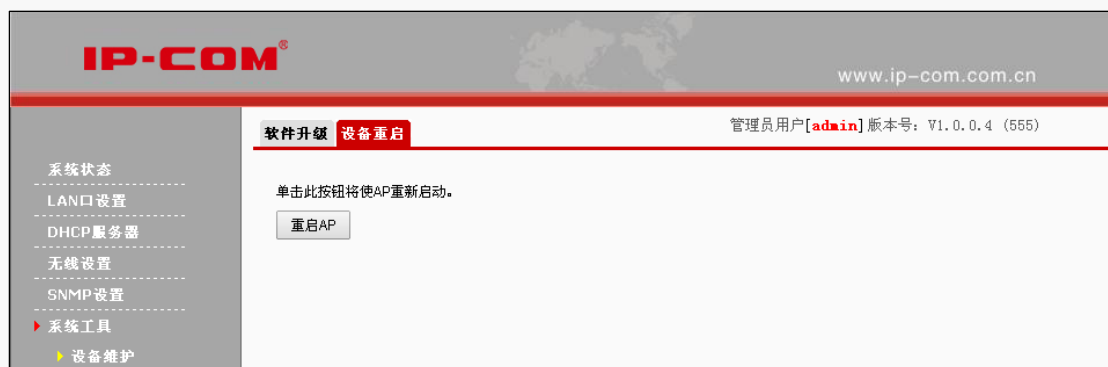 IP-COM®
www.ip-com.com.cn
软件升级 设备重启
管理员用户[admin]版本号: V1.0.0.4 (555)
系统状态
LAN口设置
DHCP服务器
无线设置
SNMP设置
系统工具
设备维护
单击此按钮将使AP重新启动。
重启AP